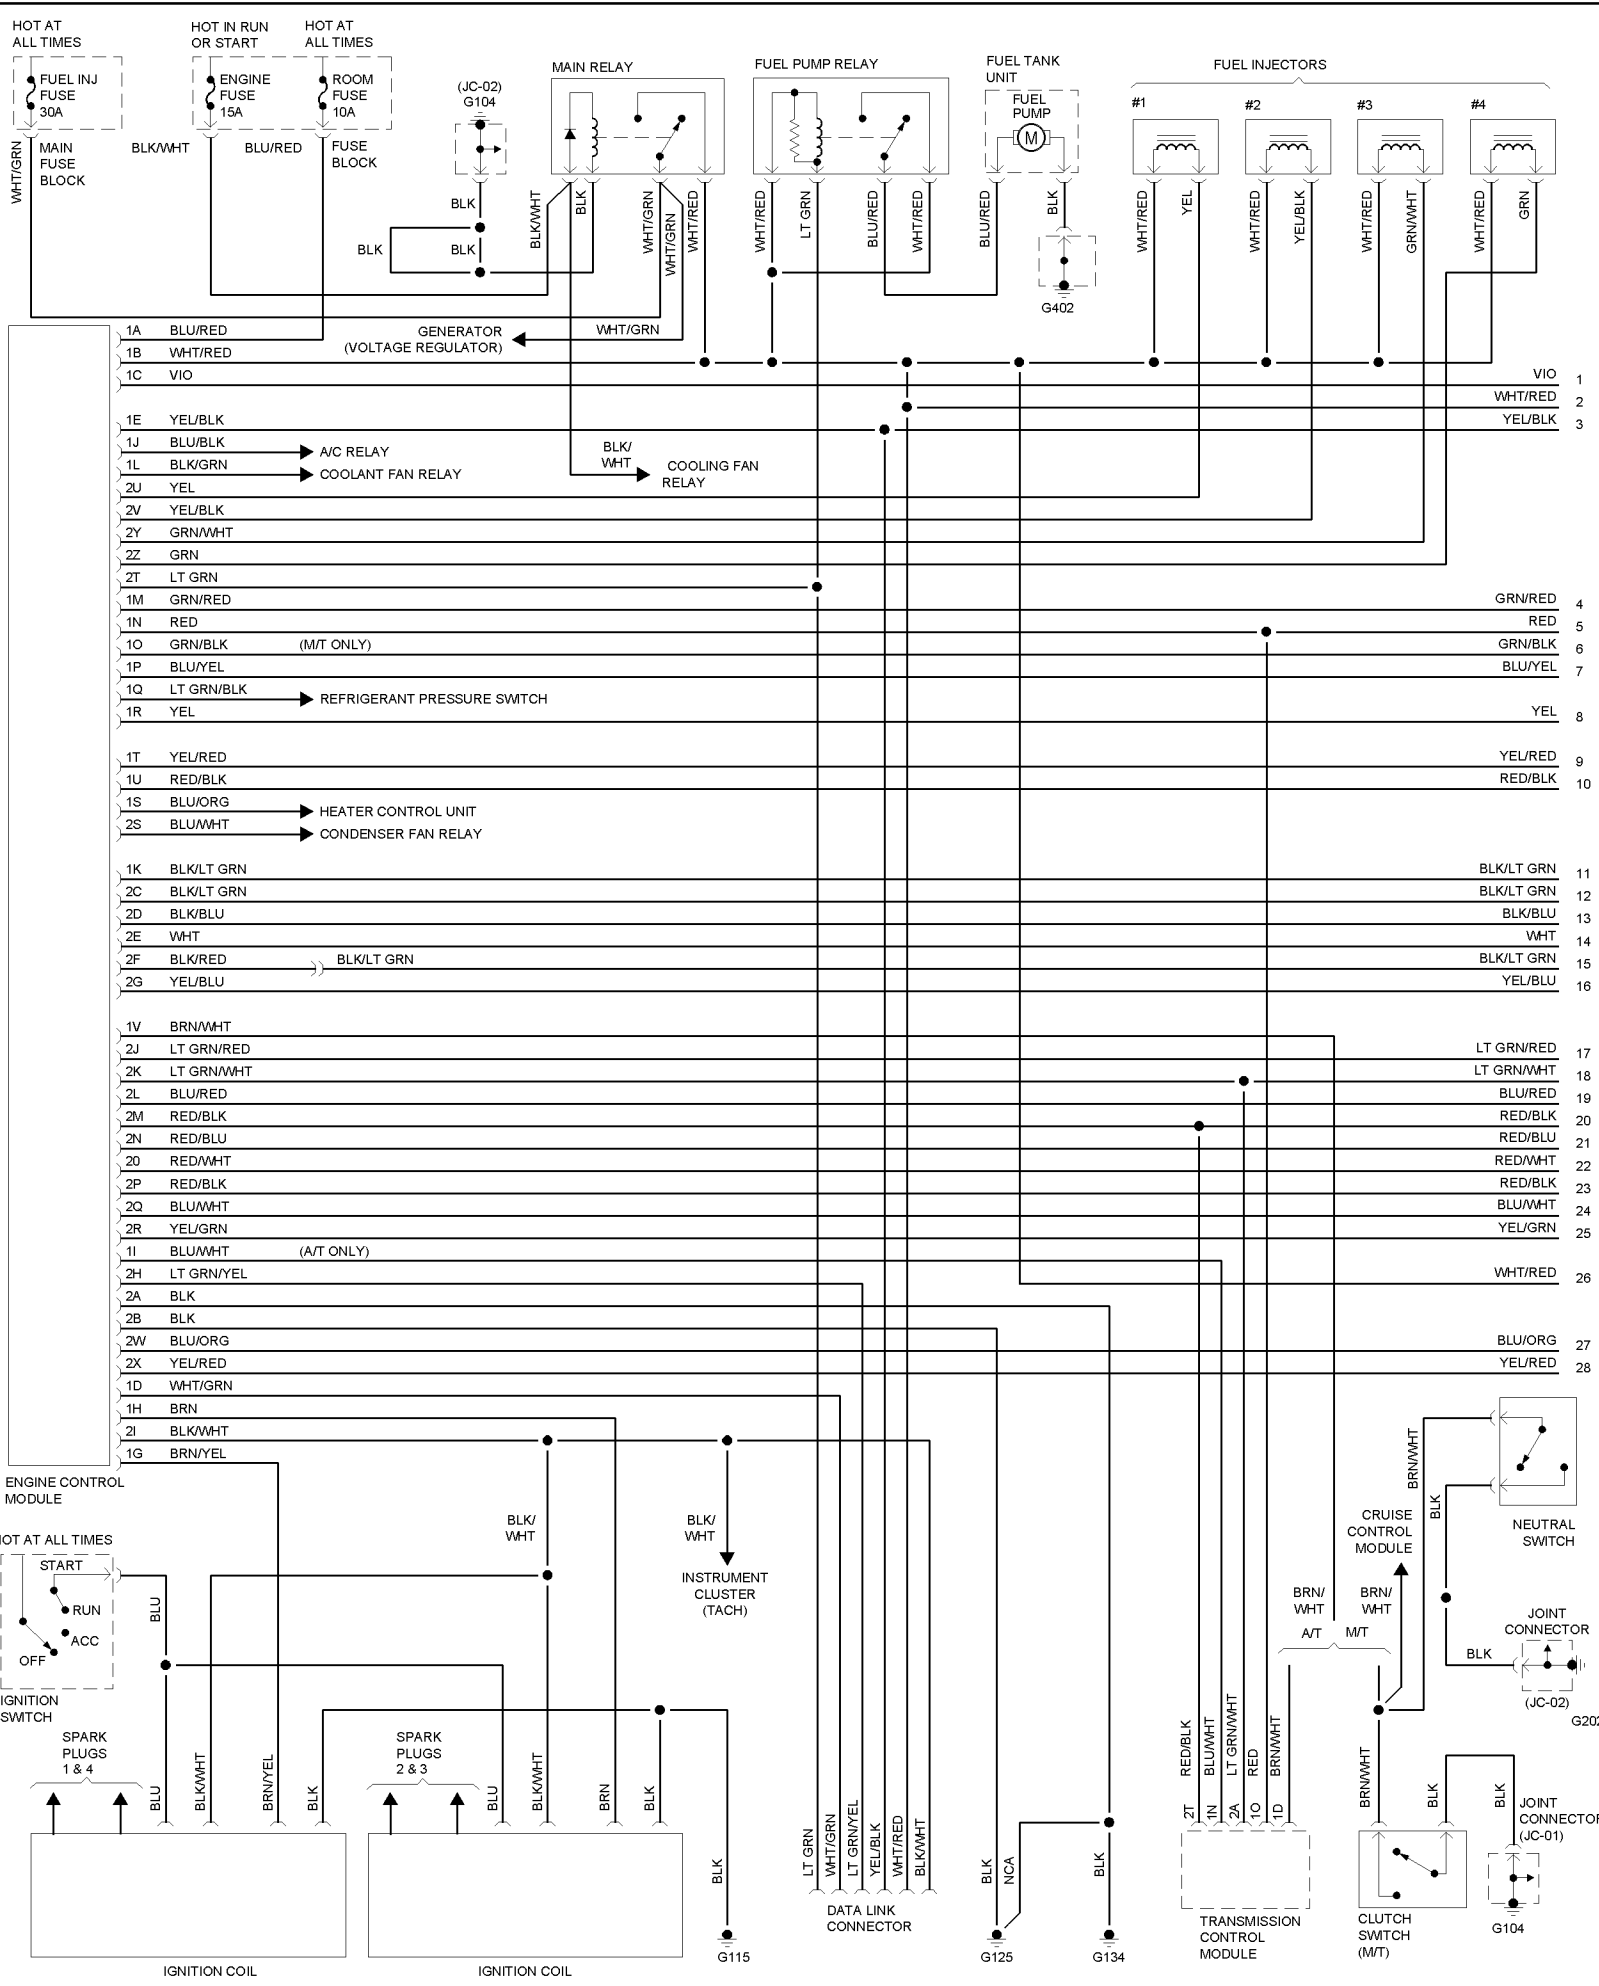 HOT AT
ALL TIMES
HOT IN RUN
OR START
HOT AT
ALL TIMES
FUEL INJ
FUSE
30A
ENGINE
FUSE
15A
ROOM
FUSE
10A
MAIN
FUSE
BLOCK
FUSE
BLOCK
WHT/GRN
BLK/WHT
BLU/RED
(JC-02)
G104
BLK
BLK
BLK
MAIN RELAY
BLK/WHT
BLK
WHT/GRN
WHT/GRN
WHT/RED
FUEL PUMP RELAY
WHT/RED
LT GRN
BLU/RED
WHT/RED
FUEL TANK
UNIT
FUEL
PUMP
M
BLU/RED
BLK
G402
FUEL INJECTORS
#1
#2
#3
#4
WHT/RED
YEL
WHT/RED
YEL/BLK
WHT/RED
GRN/WHT
WHT/RED
GRN
GENERATOR
(VOLTAGE REGULATOR)
WHT/GRN
BLK/
WHT
COOLING FAN
RELAY
1A BLU/RED
1B WHT/RED
1C VIO VIO 1
WHT/RED 2
1E YEL/BLK YEL/BLK 3
1J BLU/BLK A/C RELAY
1L BLK/GRN COOLANT FAN RELAY
2U YEL
2V YEL/BLK
2Y GRN/WHT
2Z GRN
2T LT GRN
1M GRN/RED GRN/RED 4
1N RED RED 5
1O GRN/BLK (M/T ONLY) GRN/BLK 6
1P BLU/YEL BLU/YEL 7
1Q LT GRN/BLK REFRIGERANT PRESSURE SWITCH
1R YEL YEL 8
1T YEL/RED YEL/RED 9
1U RED/BLK RED/BLK 10
1S BLU/ORG HEATER CONTROL UNIT
2S BLU/WHT CONDENSER FAN RELAY
1K BLK/LT GRN BLK/LT GRN 11
2C BLK/LT GRN BLK/LT GRN 12
2D BLK/BLU BLK/BLU 13
2E WHT WHT 14
2F BLK/RED BLK/LT GRN BLK/LT GRN 15
2G YEL/BLU YEL/BLU 16
1V BRN/WHT
2J LT GRN/RED LT GRN/RED 17
2K LT GRN/WHT LT GRN/WHT 18
2L BLU/RED BLU/RED 19
2M RED/BLK RED/BLK 20
2N RED/BLU RED/BLU 21
20 RED/WHT RED/WHT 22
2P RED/BLK RED/BLK 23
2Q BLU/WHT BLU/WHT 24
2R YEL/GRN YEL/GRN 25
1I BLU/WHT (A/T ONLY)
2H LT GRN/YEL WHT/RED 26
2A BLK
2B BLK
2W BLU/ORG BLU/ORG 27
2X YEL/RED YEL/RED 28
1D WHT/GRN
1H BRN
2I BLK/WHT
1G BRN/YEL
ENGINE CONTROL
MODULE
OT AT ALL TIMES
START
RUN
ACC
OFF
IGNITION
SWITCH
BLU
BLK/
WHT
BLK/
WHT
INSTRUMENT
CLUSTER
(TACH)
SPARK
PLUGS
1 & 4
BLU
BLK/WHT
BRN/YEL
BLK
IGNITION COIL
SPARK
PLUGS
2 & 3
BLU
BLK/WHT
BRN
BLK
IGNITION COIL
BLK
G115
LT GRN
WHT/GRN
LT GRN/YEL
YEL/BLK
WHT/RED
BLK/WHT
DATA LINK
CONNECTOR
BLK
NCA
G125
BLK
G134
RED/BLK
BLU/WHT
LT GRN/WHT
RED
BRN/WHT
2T
1N
2A
1O
1D
TRANSMISSION
CONTROL
MODULE
BRN/
WHT
A/T
BRN/
WHT
M/T
CRUISE
CONTROL
MODULE
BRN/WHT
BLK
NEUTRAL
SWITCH
JOINT
CONNECTOR
BLK
(JC-02)
G202
BRN/WHT
BLK
BLK
JOINT
CONNECTOR
(JC-01)
CLUTCH
SWITCH
(M/T)
G104